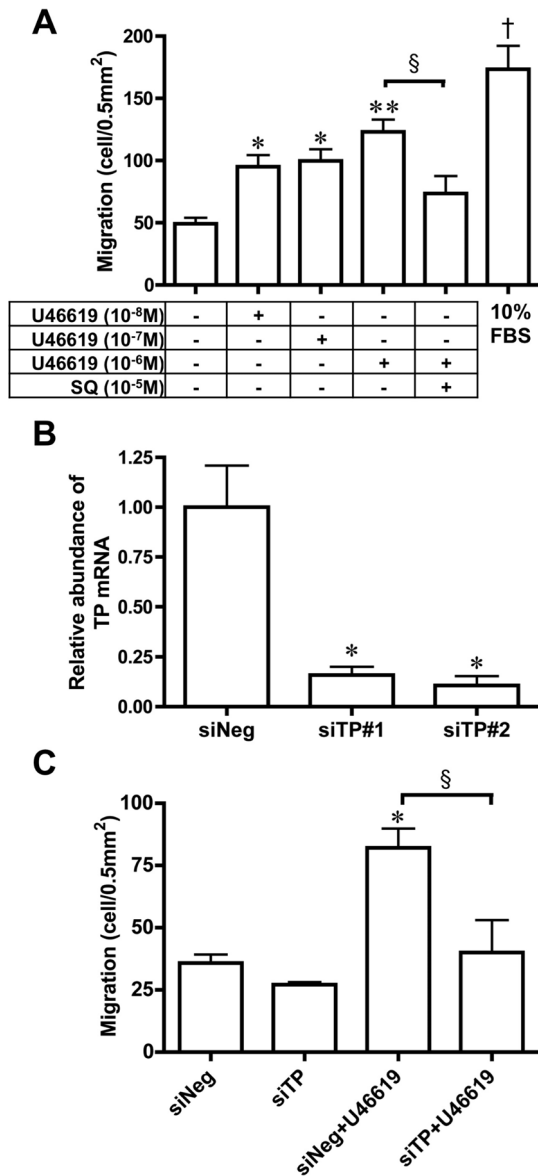 A
Migration (cell/0.5mm²)
200
150
100
50
0
*
*
**
§
†
U46619 (10⁻⁸M) - + - - -
U46619 (10⁻⁷M) - - + - -
U46619 (10⁻⁶M) - - - + +
SQ (10⁻⁵M) - - - - +
10%
FBS
B
Relative abundance of
TP mRNA
1.25
1.00
0.75
0.50
0.25
0.00
*
*
siNeg siTP#1 siTP#2
C
Migration (cell/0.5mm²)
100
75
50
25
0
*
§
siNeg
siTP
siNeg+U46619
siTP+U46619